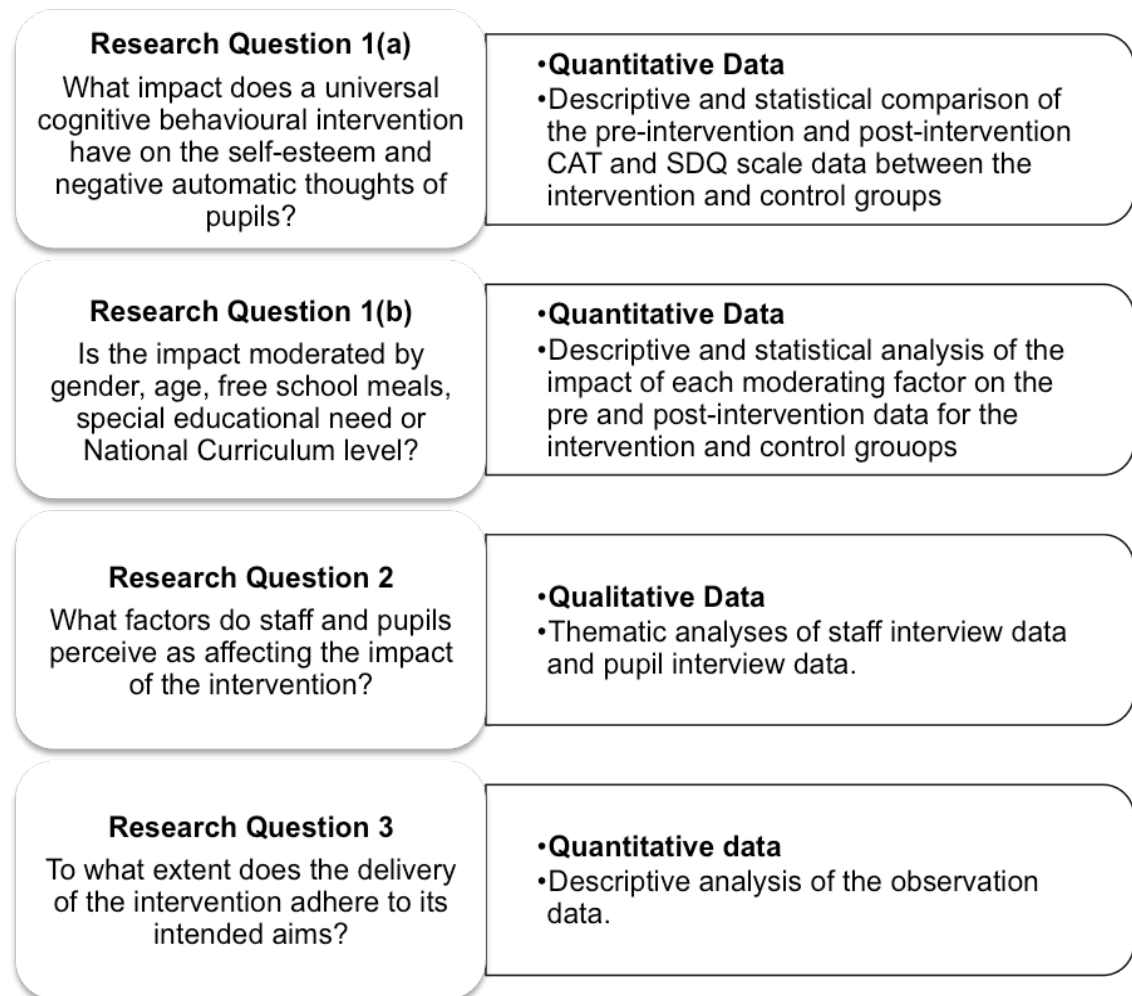 Research Question 1(a)
What impact does a universal
cognitive behavioural intervention
have on the self-esteem and
negative automatic thoughts of
pupils?
•Quantitative Data
•Descriptive and statistical comparison of
the pre-intervention and post-intervention
CAT and SDQ scale data between the
intervention and control groups
Research Question 1(b)
Is the impact moderated by
gender, age, free school meals,
special educational need or
National Curriculum level?
•Quantitative Data
•Descriptive and statistical analysis of the
impact of each moderating factor on the
pre and post-intervention data for the
intervention and control grouops
Research Question 2
What factors do staff and pupils
perceive as affecting the impact
of the intervention?
•Qualitative Data
•Thematic analyses of staff interview data
and pupil interview data.
Research Question 3
To what extent does the delivery
of the intervention adhere to its
intended aims?
•Quantitative data
•Descriptive analysis of the observation
data.